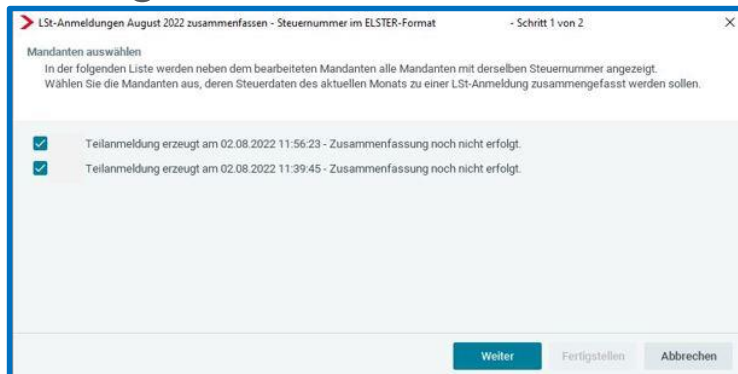 LSt-Anmeldungen August 2022 zusammenfassen - Steuernummer im ELSTER-Format - Schritt 1 von 2
Mandanten auswählen
In der folgenden Liste werden neben dem bearbeiteten Mandanten alle Mandanten mit derselben Steuernummer angezeigt.
Wählen Sie die Mandanten aus, deren Steuerdaten des aktuellen Monats zu einer LSt-Anmeldung zusammengefasst werden sollen.
Teilanmeldung erzeugt am 02.08.2022 11:56:23 - Zusammenfassung noch nicht erfolgt.
Teilanmeldung erzeugt am 02.08.2022 11:39:45 - Zusammenfassung noch nicht erfolgt.
Weiter Fertigstellen Abbrechen